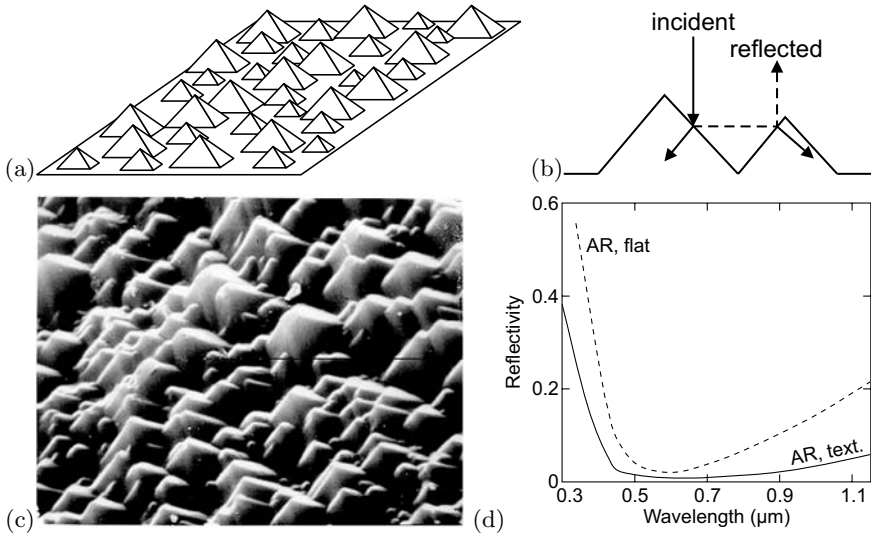 (a)
incident
reflected
(b)
(c)
0.6
0.4
0.2
0
Reflectivity
AR, flat
AR, text.
0.3 0.5 0.7 0.9 1.1
Wavelength (µm)
(d)